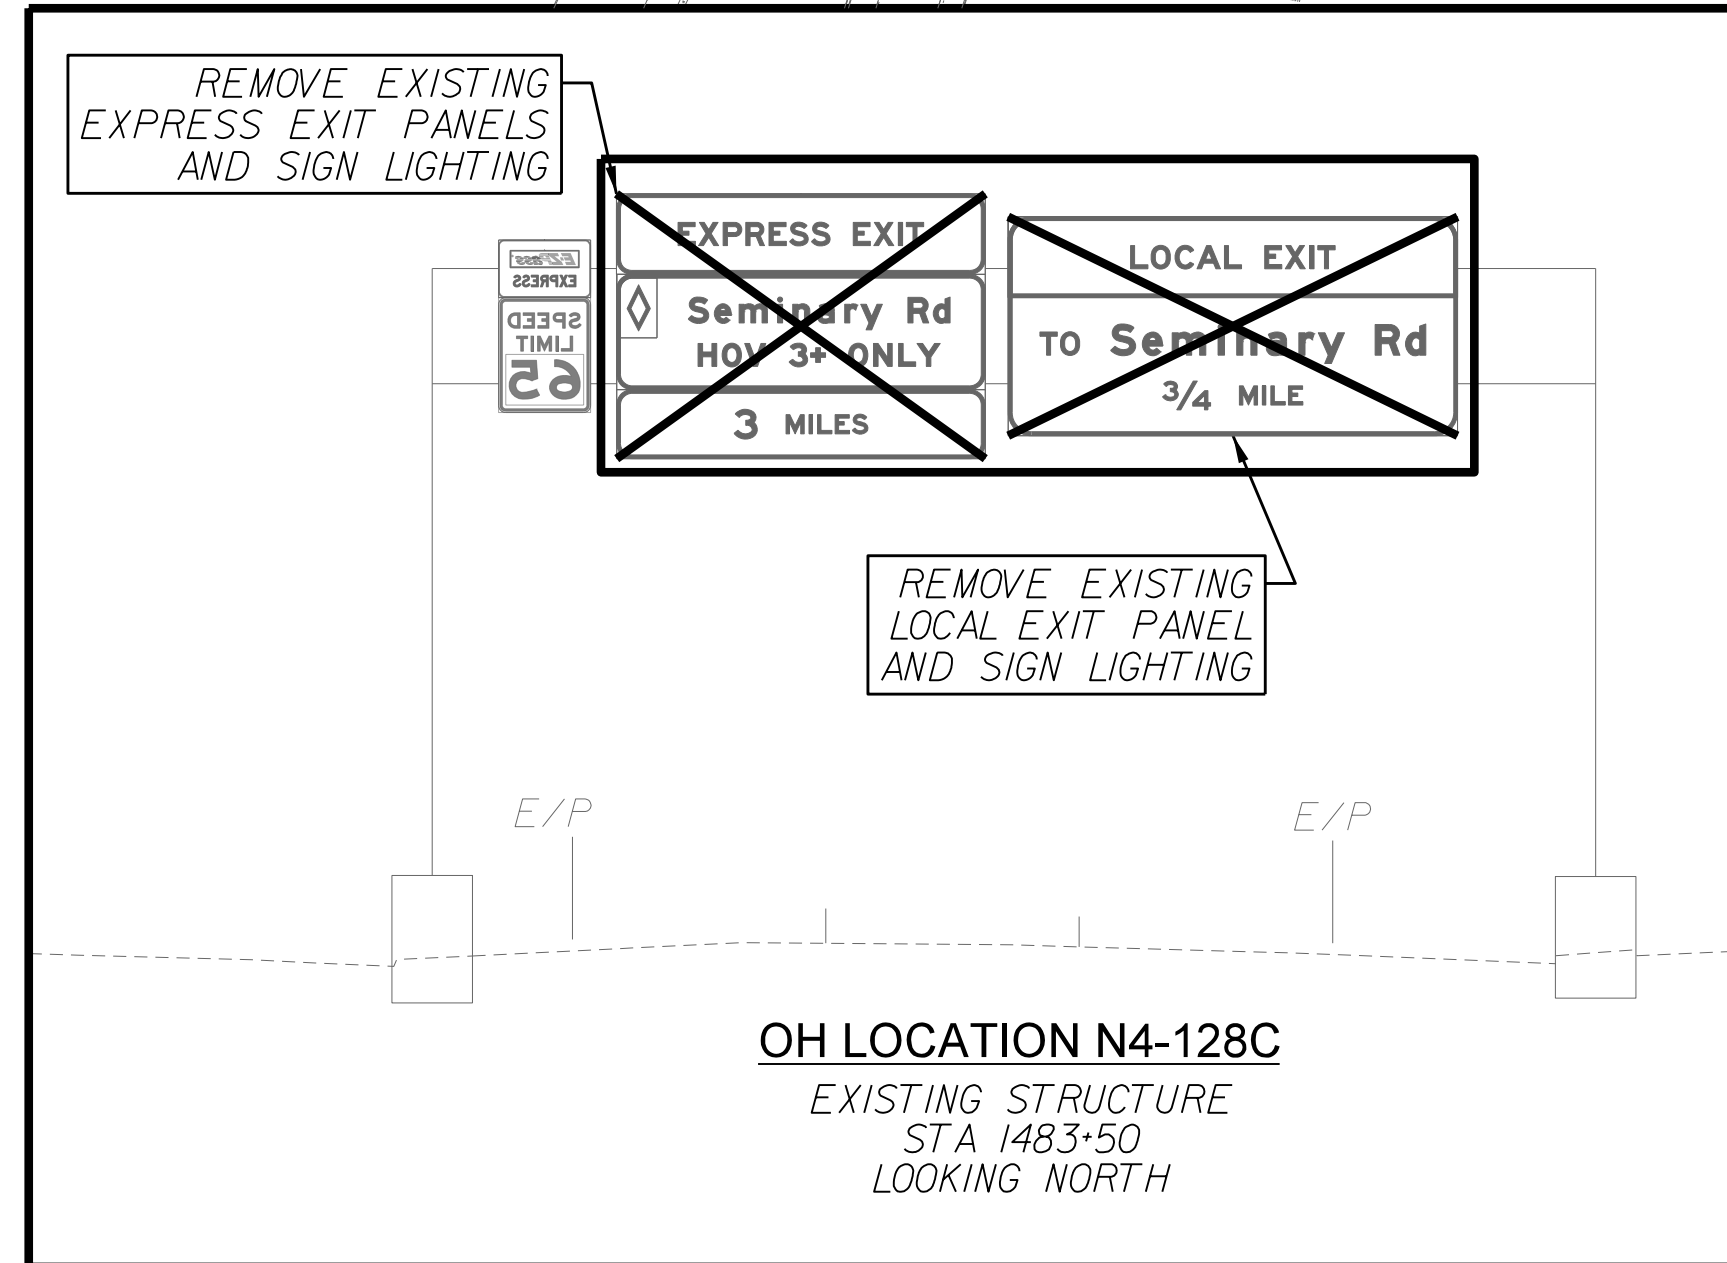 REMOVE EXISTING
EXPRESS EXIT PANELS
AND SIGN LIGHTING
EXPRESS EXIT
Seminary Rd
HOV 3+ ONLY
3 MILES
LOCAL EXIT
TO Seminary Rd
3/4 MILE
E-ZPass
EXPRESS
SPEED
LIMIT
65
REMOVE EXISTING
LOCAL EXIT PANEL
AND SIGN LIGHTING
E/P
E/P
OH LOCATION N4-128C
EXISTING STRUCTURE
STA 1483+50
LOOKING NORTH